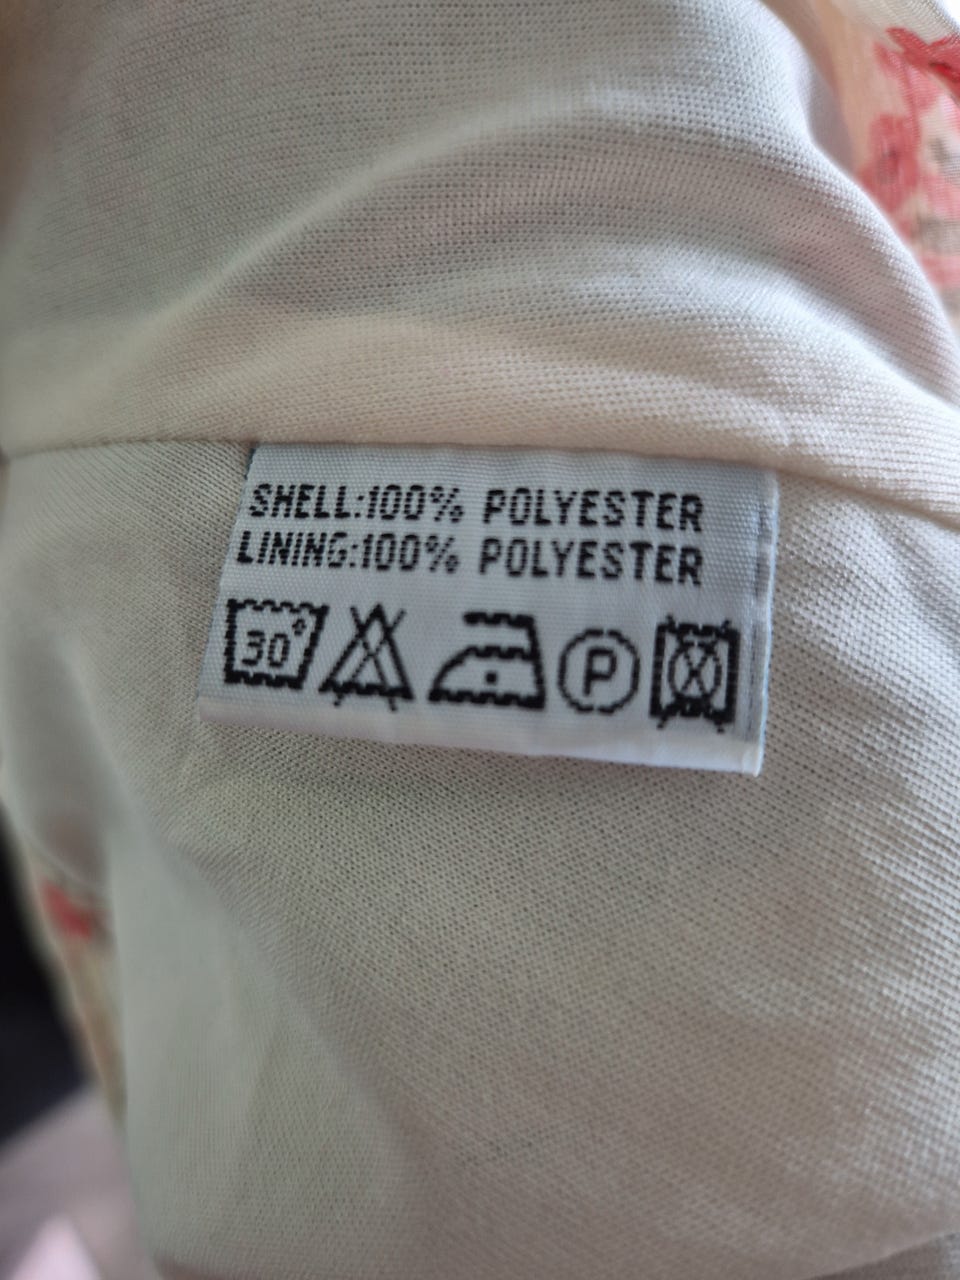 SHELL:100% POLYESTER
LINING:100% POLYESTER
30° P